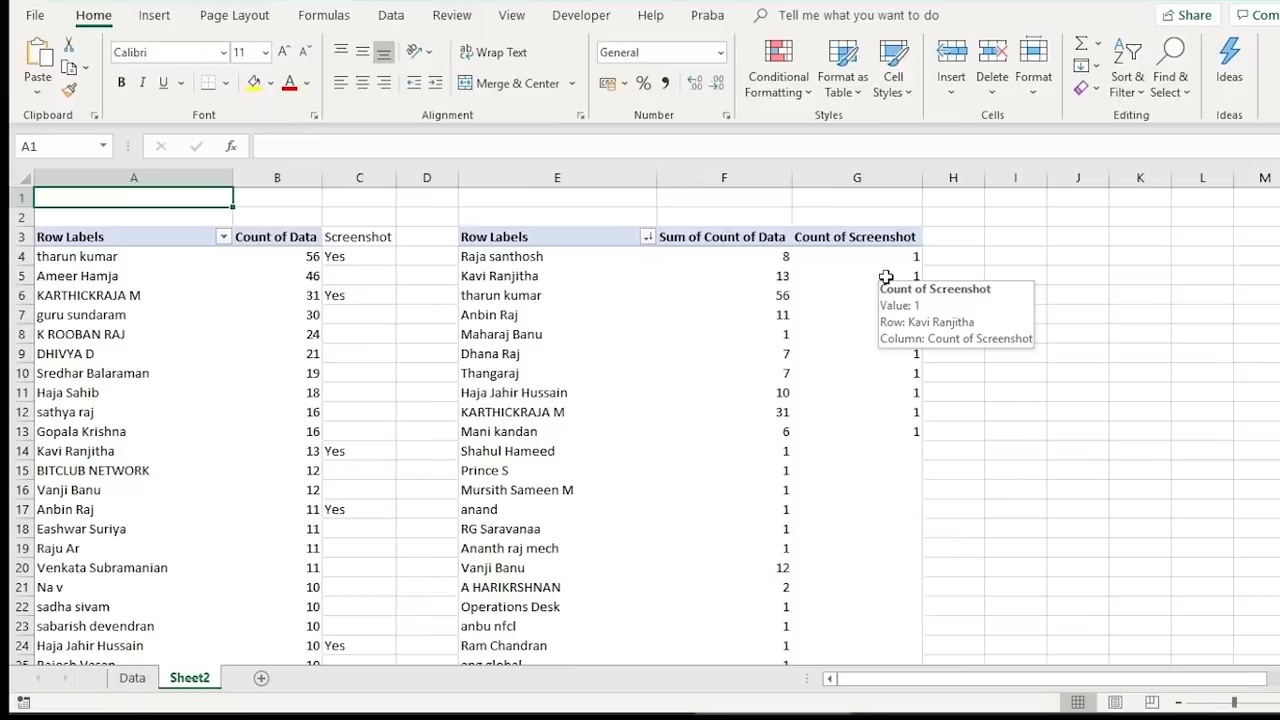 File Home Insert Page Layout Formulas Data Review View Developer Help Praba Tell me what you want to do Share Com
Paste Calibri 11 Wrap Text General Conditional Formatting Format as Table Cell Styles Insert Delete Format Sort & Filter Find & Select Ideas
B I U Merge & Center
Clipboard Font Alignment Number Styles Cells Editing Ideas
A1 fx
A B C D E F G H I J K L M
1
2
3 Row Labels Count of Data Screenshot Row Labels Sum of Count of Data Count of Screenshot
4 tharun kumar 56 Yes Raja santhosh 8 1
5 Ameer Hamja 46 Kavi Ranjitha 13 1
6 KARTHICKRAJA M 31 Yes tharun kumar 56
7 guru sundaram 30 Anbin Raj 11
8 K ROOBAN RAJ 24 Maharaj Banu 1
9 DHIVYA D 21 Dhana Raj 7 1
10 Sredhar Balaraman 19 Thangaraj 7 1
11 Haja Sahib 18 Haja Jahir Hussain 10 1
12 sathya raj 16 KARTHICKRAJA M 31 1
13 Gopala Krishna 16 Mani kandan 6 1
14 Kavi Ranjitha 13 Yes Shahul Hameed 1
15 BITCLUB NETWORK 12 Prince S 1
16 Vanji Banu 12 Mursith Sameen M 1
17 Anbin Raj 11 Yes anand 1
18 Eashwar Suriya 11 RG Saravanaa 1
19 Raju Ar 11 Ananth raj mech 1
20 Venkata Subramanian 11 Vanji Banu 12
21 Na v 10 A HARIKRSHNAN 2
22 sadha sivam 10 Operations Desk 1
23 sabarish devendran 10 anbu nfcl 1
24 Haja Jahir Hussain 10 Yes Ram Chandran 1
Count of Screenshot
Value: 1
Row: Kavi Ranjitha
Column: Count of Screenshot
Data Sheet2